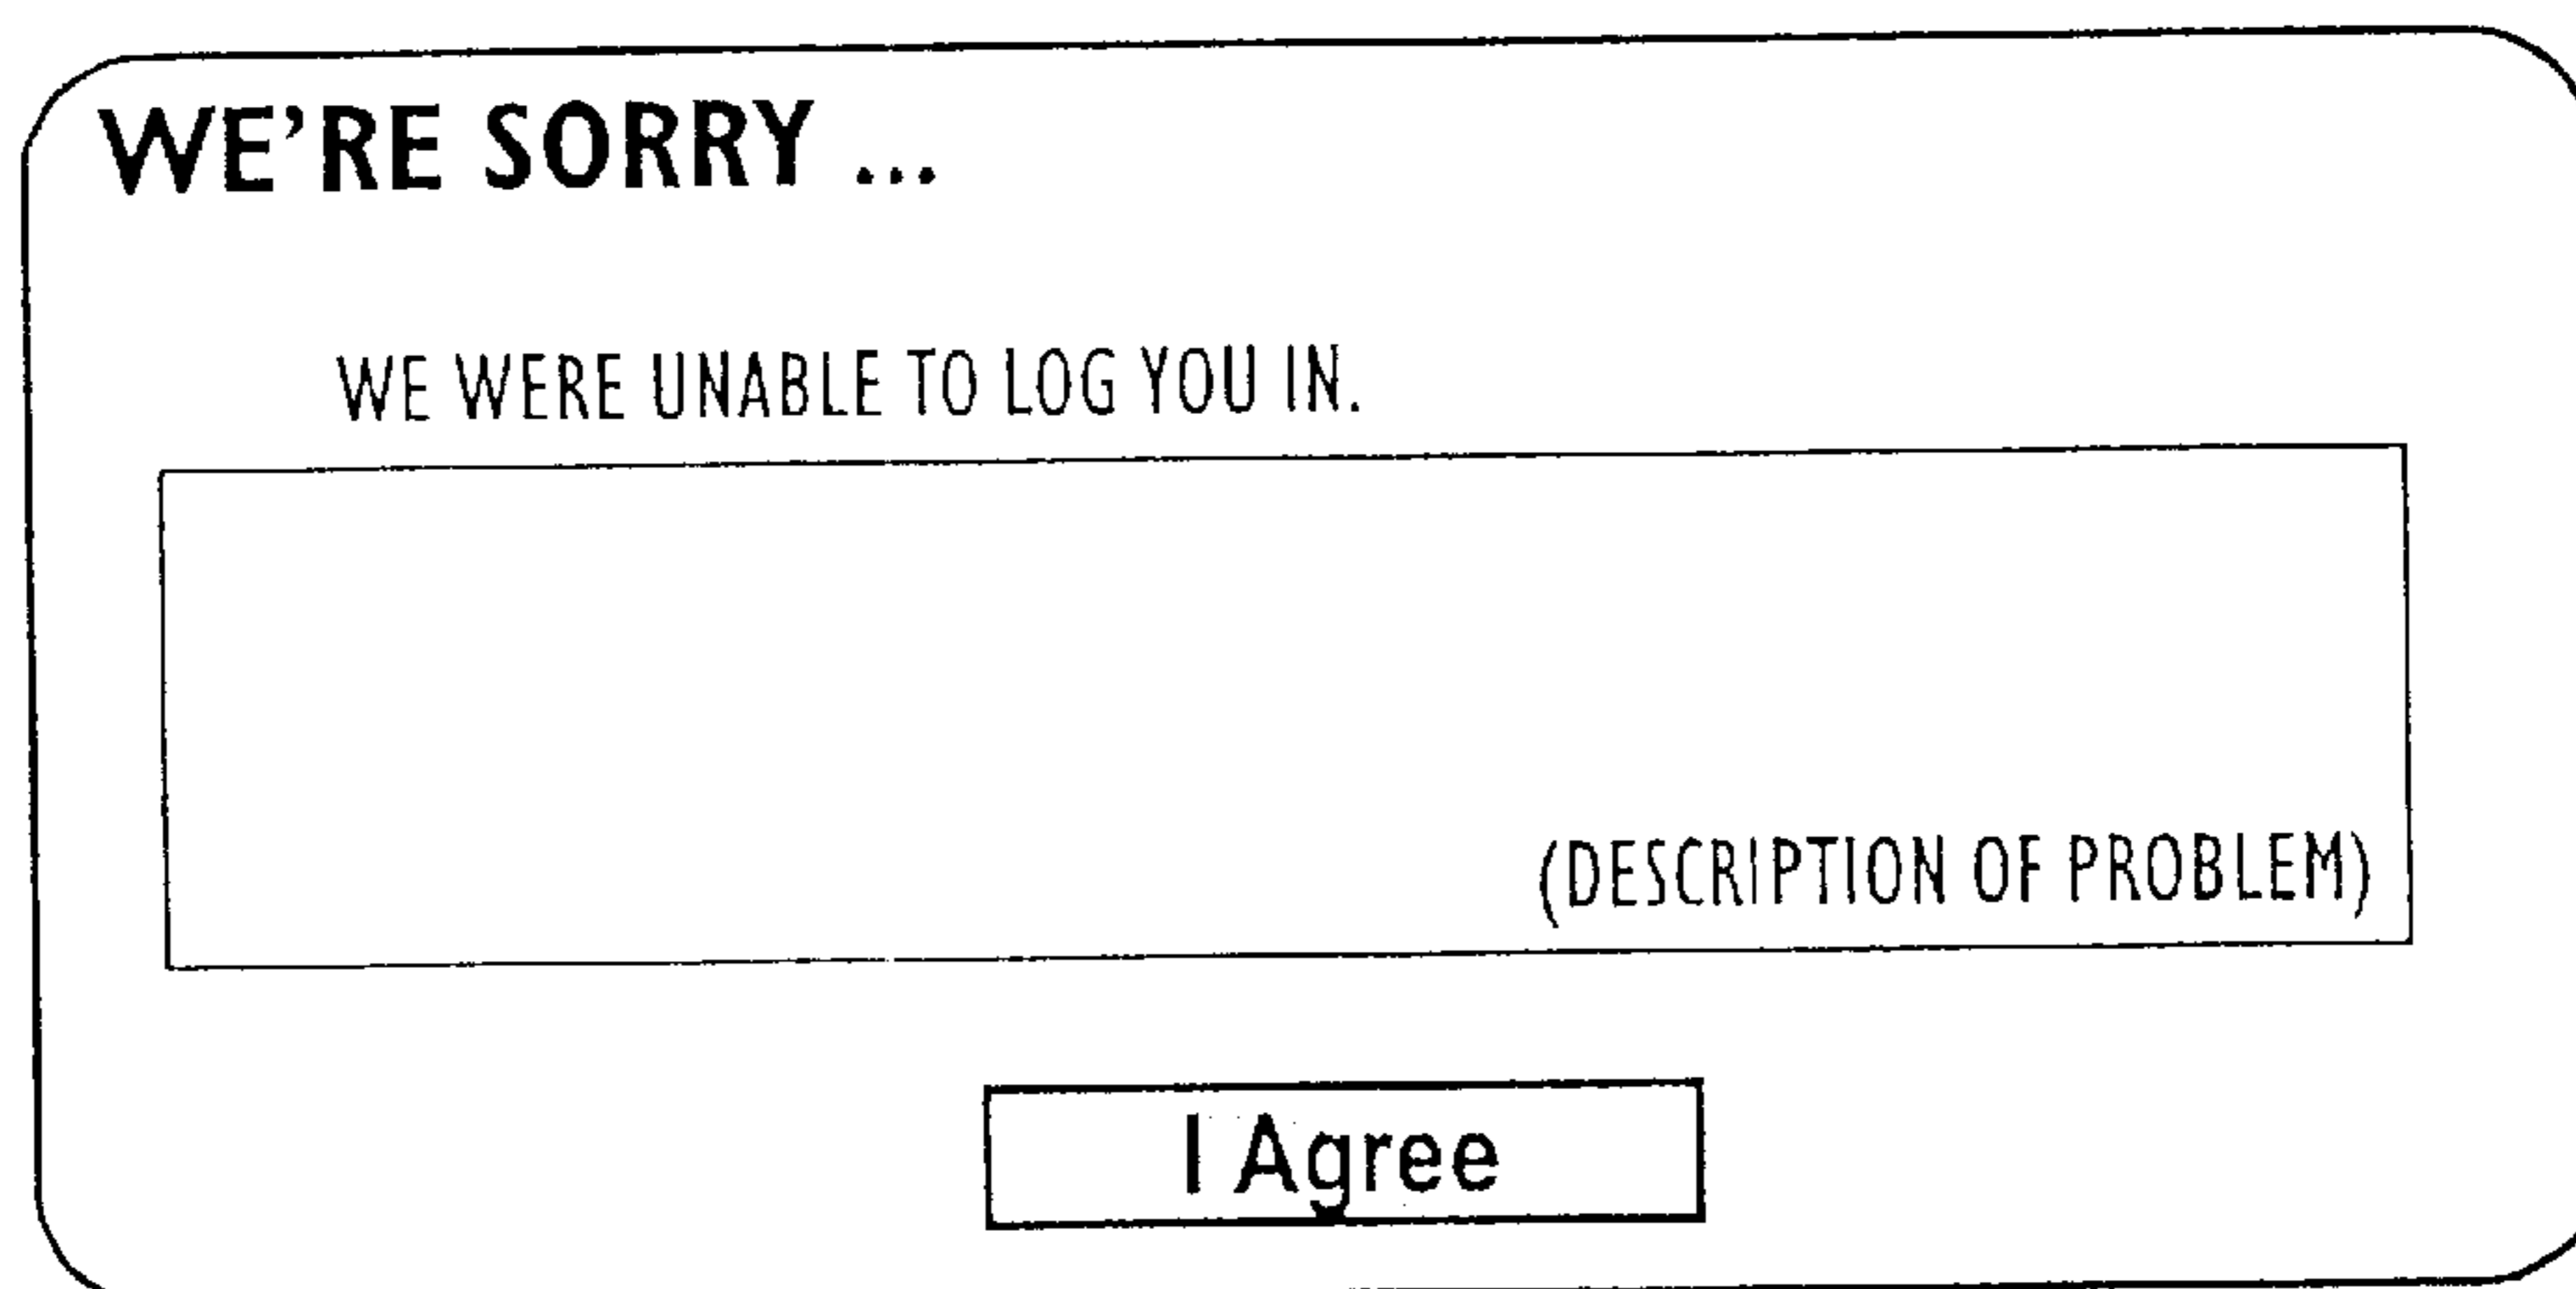 WE'RE SORRY ...
WE WERE UNABLE TO LOG YOU IN.
(DESCRIPTION OF PROBLEM)
I Agree